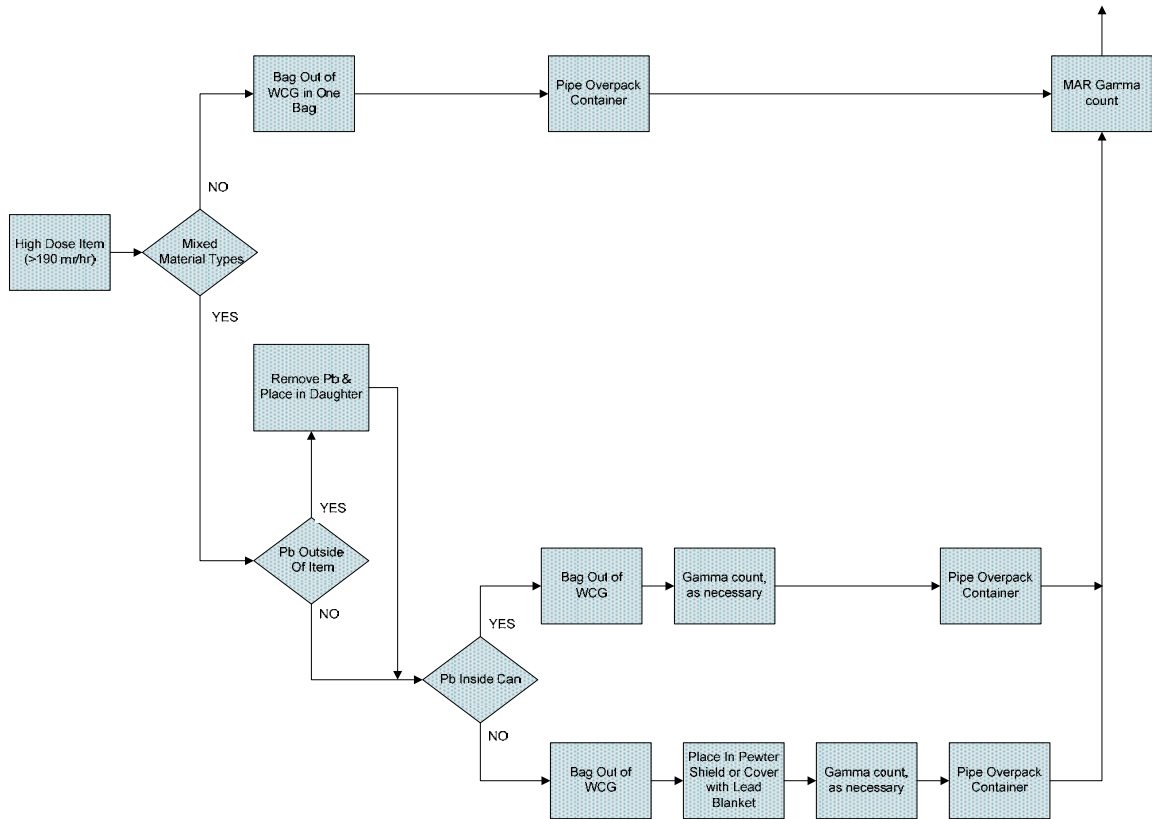 Bag Out of
WCG in One
Bag
Pipe Overpack
Container
MAR Gamma
count
NO
High Dose Item
(>190 mr/hr)
Mixed
Material Types
YES
Remove Pb &
Place in Daughter
YES
Pb Outside
Of Item
NO
Bag Out of
WCG
Gamma count,
as necessary
Pipe Overpack
Container
YES
Pb Inside Can
NO
Bag Out of
WCG
Place In Pewter
Shield or Cover
with Lead
Blanket
Gamma count,
as necessary
Pipe Overpack
Container